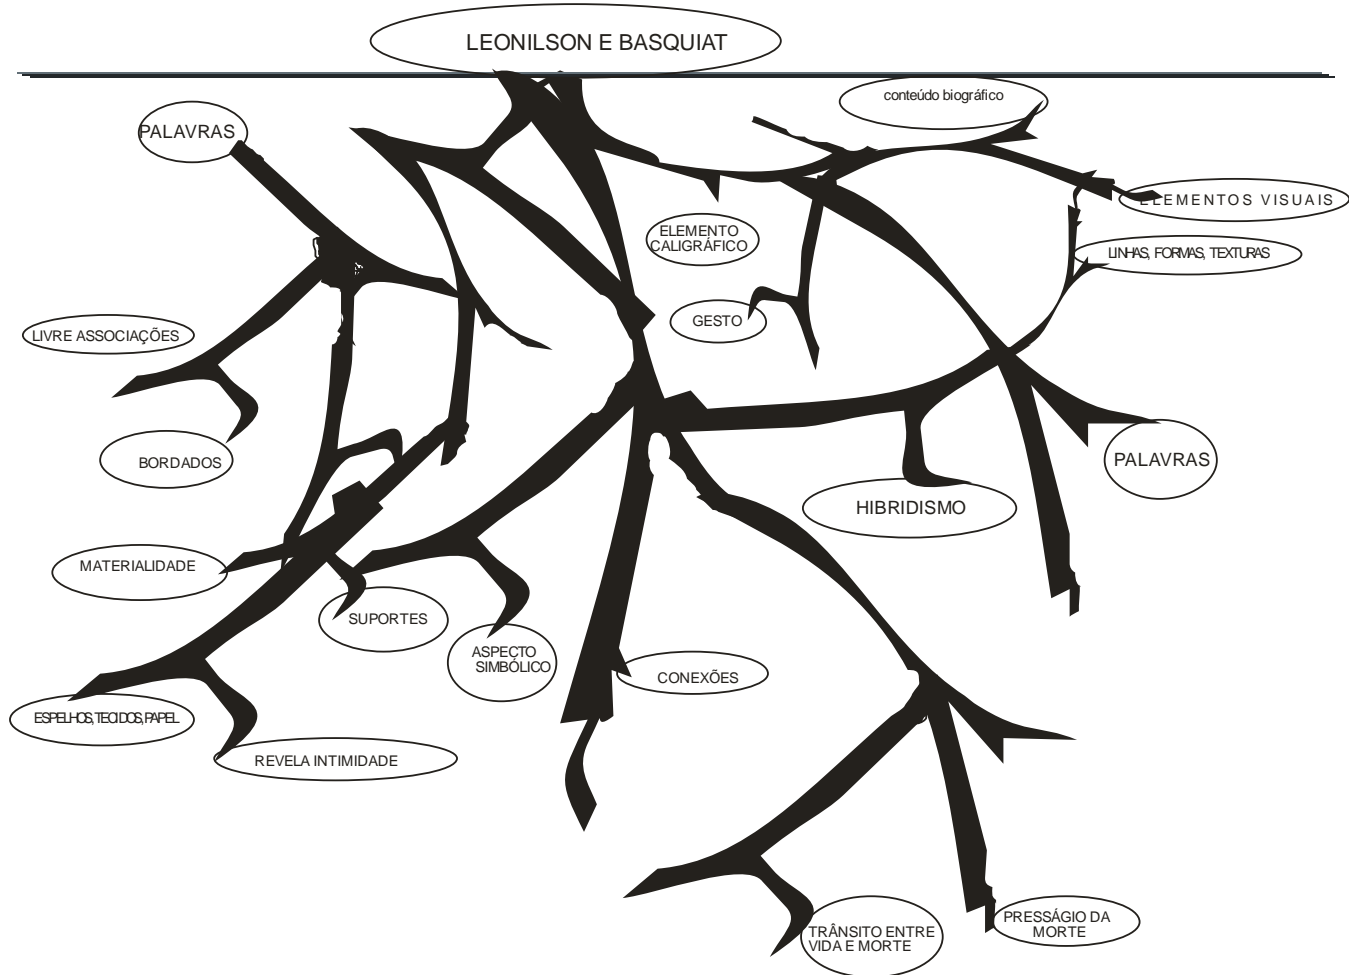 LEONILSON E BASQUIAT
conteúdo biográfico
PALAVRAS
ELEMENTOS VISUAIS
ELEMENTO
CALIGRÁFICO
LINHAS, FORMAS, TEXTURAS
GESTO
LIVRE ASSOCIAÇÕES
BORDADOS
PALAVRAS
HIBRIDISMO
MATERIALIDADE
SUPORTES
ASPECTO
SIMBÓLICO
CONEXÕES
ESPELHOS, TECIDOS, PAPEL
REVELA INTIMIDADE
TRÂNSITO ENTRE
VIDA E MORTE
PRESSÁGIO DA
MORTE